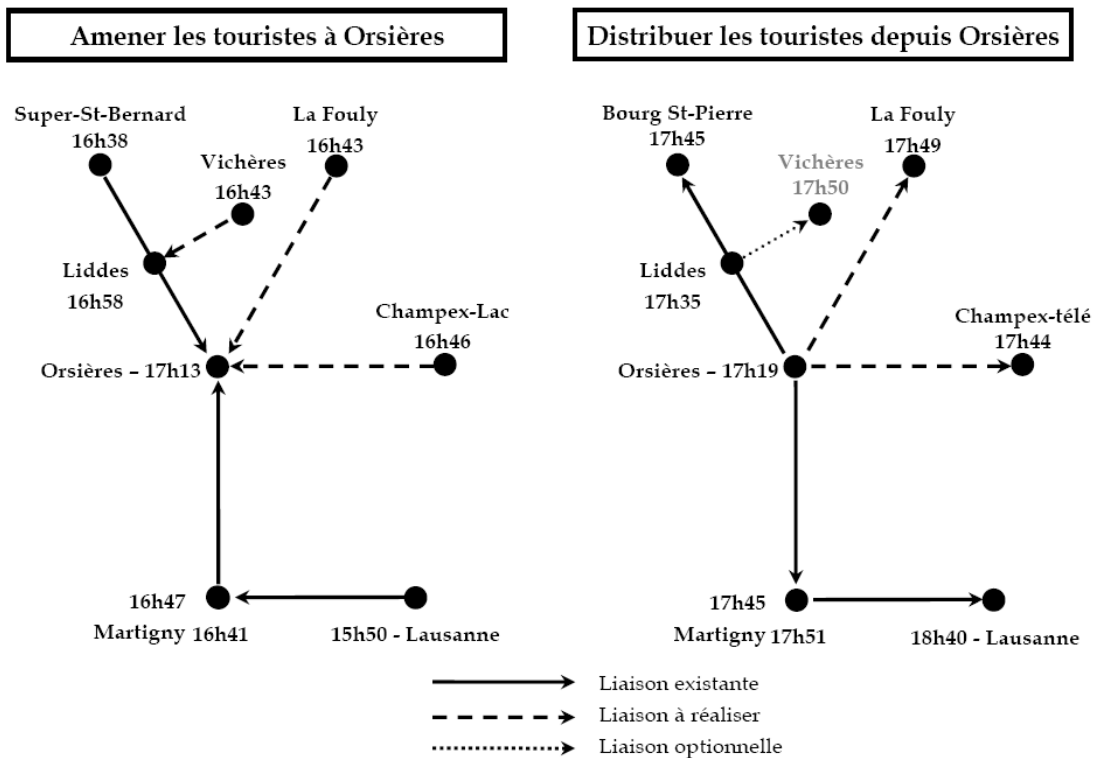 Amener les touristes à Orsières
Super-St-Bernard
16h38
La Fouly
16h43
Vichères
16h43
Liddes
16h58
Champex-Lac
16h46
Orsières – 17h13
16h47
Martigny 16h41
15h50 - Lausanne
Distribuer les touristes depuis Orsières
Bourg St-Pierre
17h45
La Fouly
17h49
Vichères
17h50
Liddes
17h35
Champex-télé
17h44
Orsières – 17h19
17h45
Martigny 17h51
18h40 - Lausanne
Liaison existante
Liaison à réaliser
Liaison optionnelle